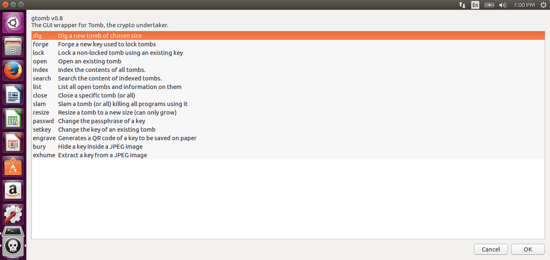 En
7:00 PM
gtomb v0.8
The GUI wrapper for Tomb, the crypto undertaker.
dig Dig a new tomb of chosen size
forge Forge a new key used to lock tombs
lock Lock a non-locked tomb using an existing key
open Open an existing tomb
index Index the contents of all tombs.
search Search the content of indexed tombs.
list List all open tombs and information on them
close Close a specific tomb (or all)
slam Slam a tomb (or all) killing all programs using it
resize Resize a tomb to a new size (can only grow)
passwd Change the passphrase of a key
setkey Change the key of an existing tomb
engrave Generates a QR code of a key to be saved on paper
bury Hide a key inside a JPEG image
exhume Extract a key from a JPEG image
Cancel OK